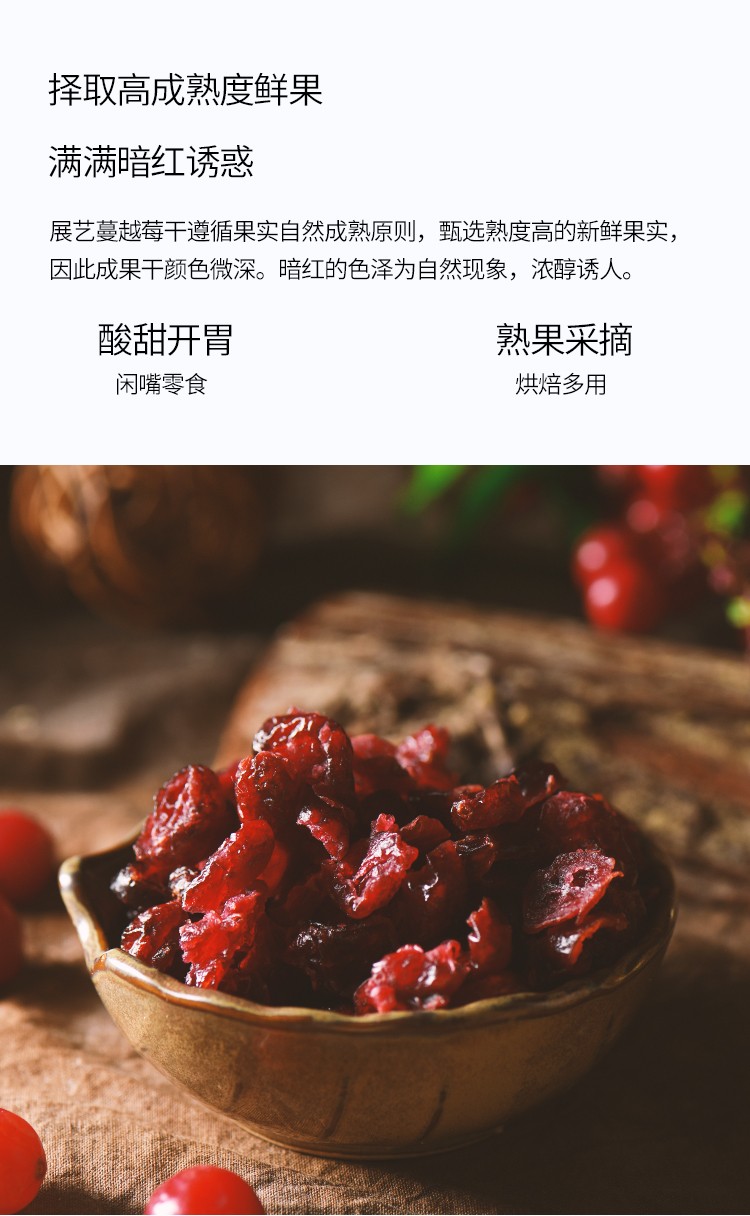 择取高成熟度鲜果
满满暗红诱惑
展艺蔓越莓干遵循果实自然成熟原则，甄选熟度高的新鲜果实，
因此成果干颜色微深。暗红的色泽为自然现象，浓醇诱人。
酸甜开胃 熟果采摘
闲嘴零食 烘焙多用